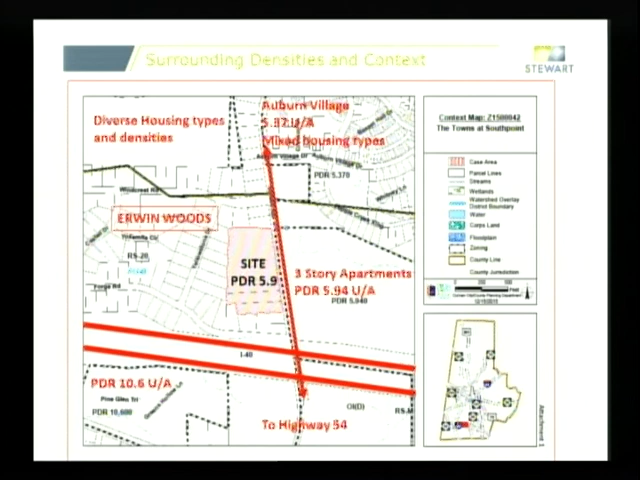 Surrounding Densities and Context
STEWART
Diverse Housing types
and densities
Auburn Village
5.37 U/A
Mixed housing types
PDR 5.370
ERWIN WOODS
RS-20
SITE
PDR 5.9
3 Story Apartments
PDR 5.94 U/A
PDR 5.940
I-40
PDR 10.6 U/A
Pine Glen Trl
PDR 10.600
To Highway 54
OI(D)
RS-M
Context Map: Z1500042
The Towns at Southpoint
Case Area
Parcel Lines
Streams
Wetlands
Watershed Overlay
District Boundary
Water
Corps Land
Floodplain
Zoning
County Line
County Jurisdiction
Attachment 1